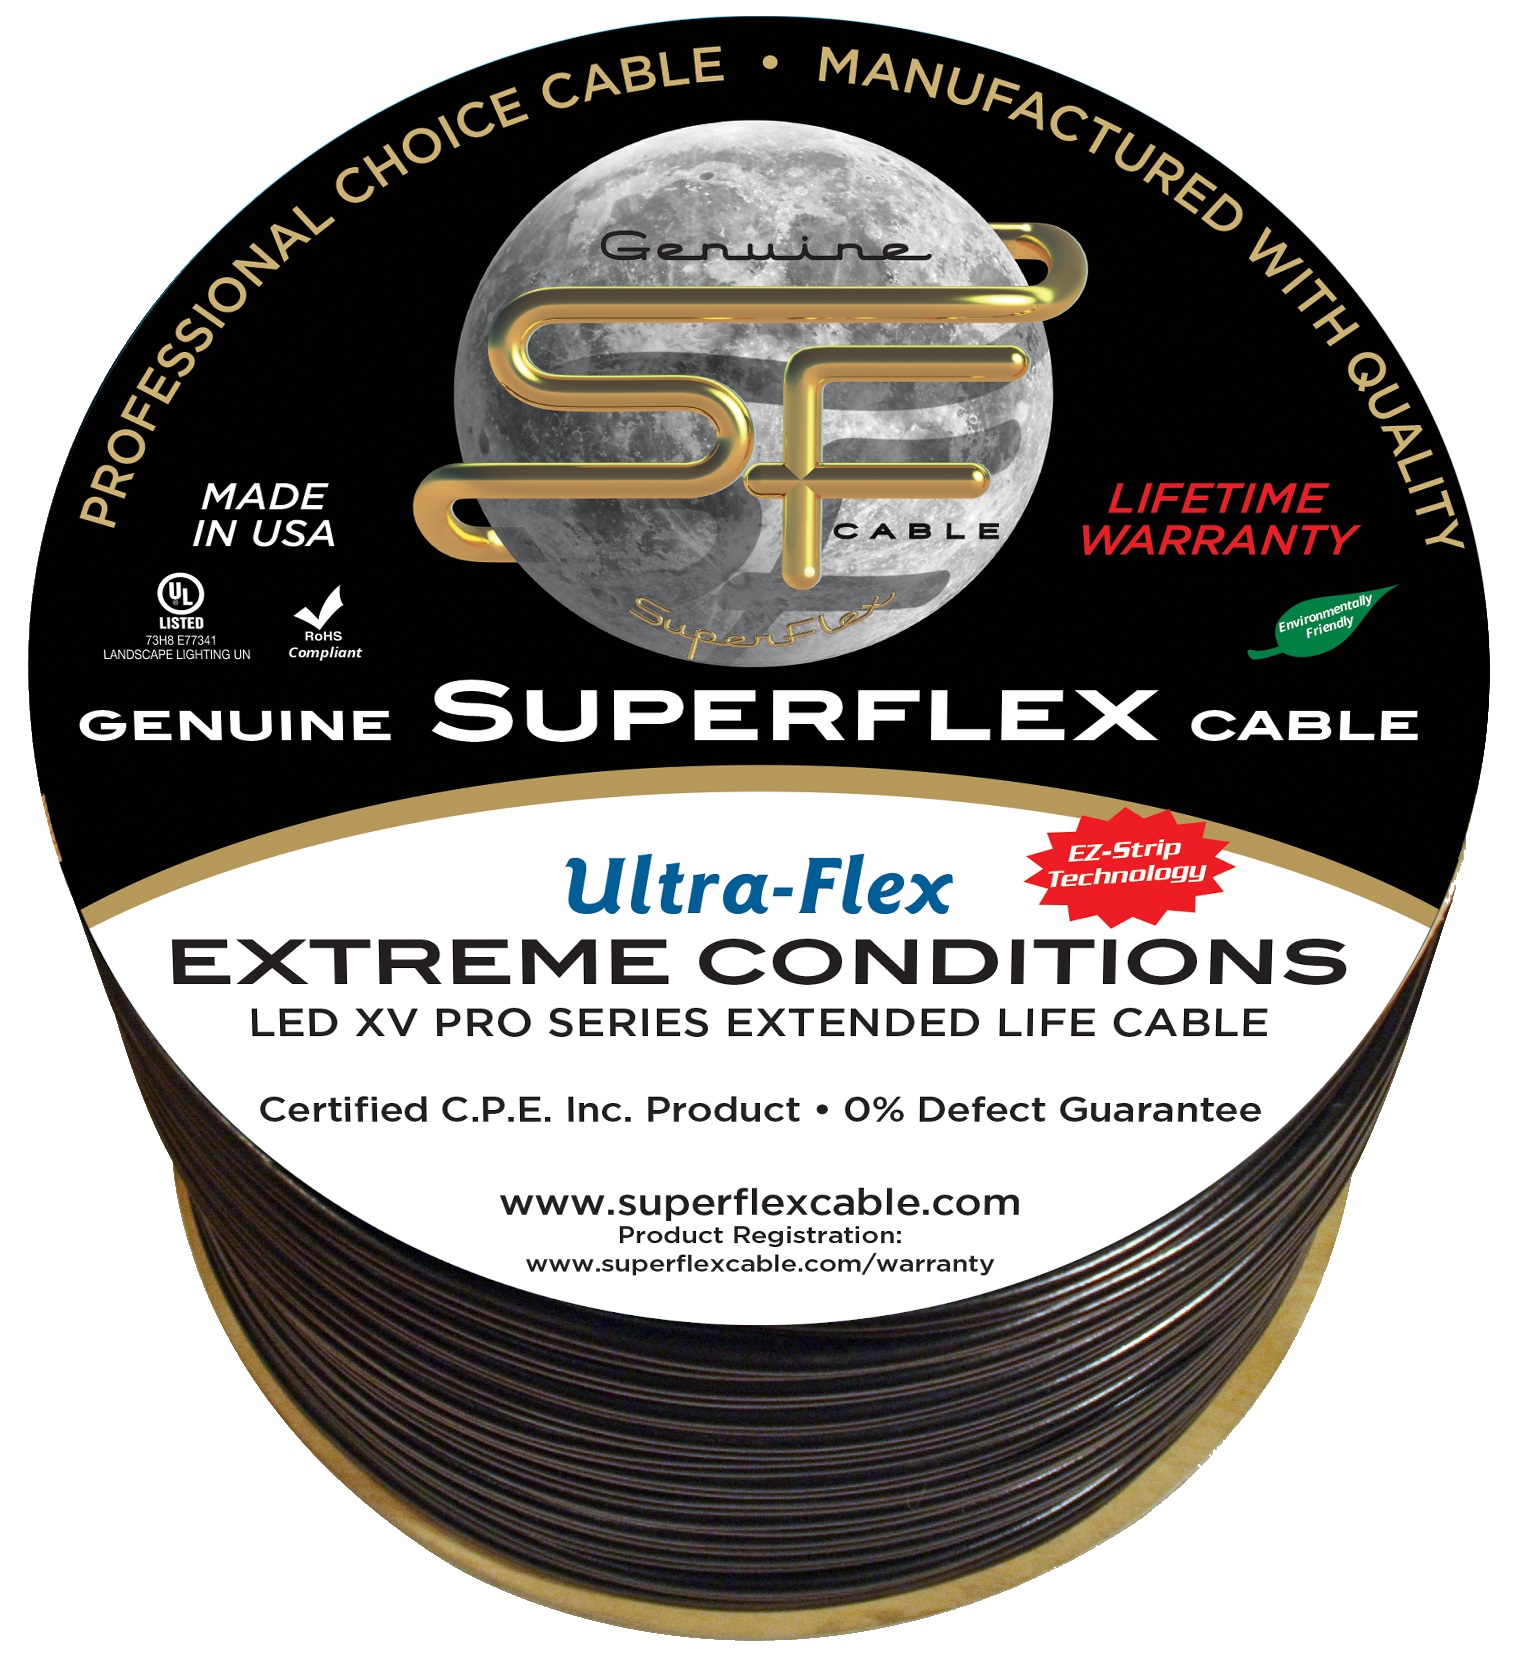 PROFESSIONAL CHOICE CABLE • MANUFACTURED WITH QUALITY
Genuine
SF
CABLE
SuperFlex
MADE
IN USA
LIFETIME
WARRANTY
UL
LISTED
73H8 E77341
LANDSCAPE LIGHTING UN
RoHS
Compliant
Environmentally
Friendly
GENUINE SUPERFLEX CABLE
EZ-Strip
Technology
Ultra-Flex
EXTREME CONDITIONS
LED XV PRO SERIES EXTENDED LIFE CABLE
Certified C.P.E. Inc. Product • 0% Defect Guarantee
www.superflexcable.com
Product Registration:
www.superflexcable.com/warranty